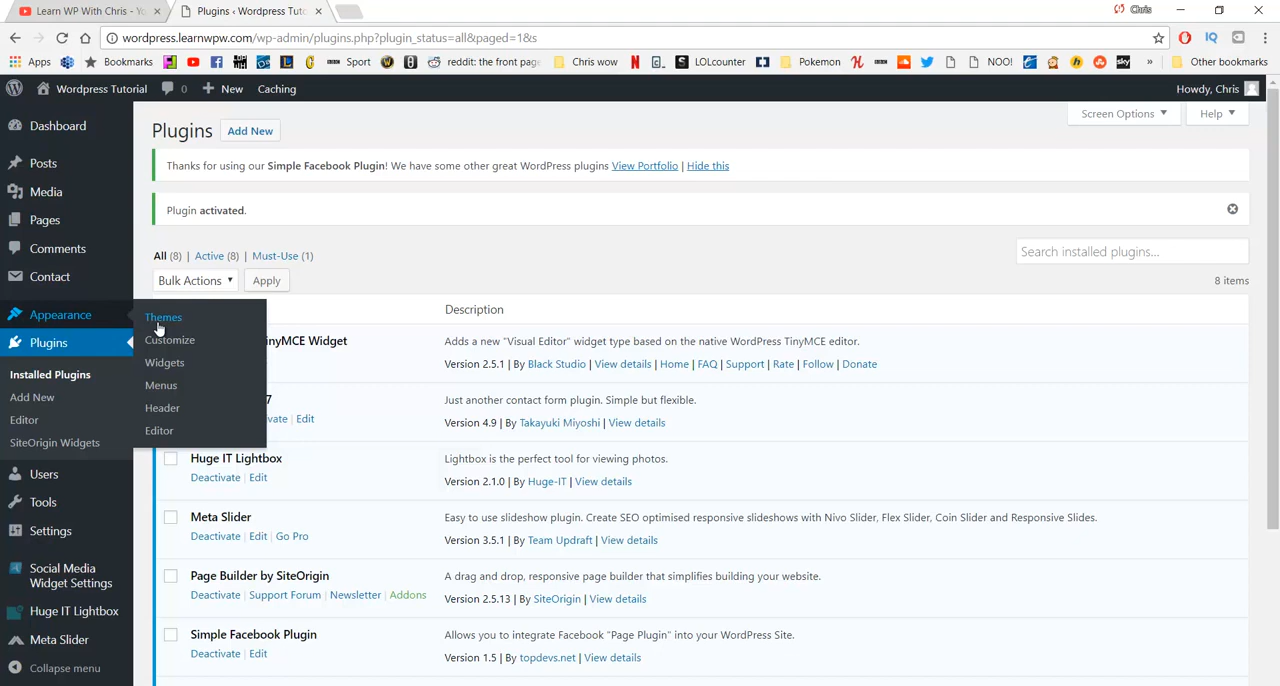 Learn WP With Chris - Yo
Plugins ‹ Wordpress Tuto
Chris
wordpress.learnwpw.com/wp-admin/plugins.php?plugin_status=all&paged=1&s
Apps
Bookmarks
Sport
reddit: the front page
Chris wow
LOLcounter
Pokemon
NOO!
sky
»
Other bookmarks
Wordpress Tutorial
0
New
Caching
Howdy, Chris
Dashboard
Posts
Media
Pages
Comments
Contact
Appearance
Plugins
Installed Plugins
Add New
Editor
SiteOrigin Widgets
Users
Tools
Settings
Social Media
Widget Settings
Huge IT Lightbox
Meta Slider
Collapse menu
Themes
Customize
Widgets
Menus
Header
Editor
Screen Options
Help
Plugins
Add New
Thanks for using our Simple Facebook Plugin! We have some other great WordPress plugins View Portfolio | Hide this
Plugin activated.
All (8) | Active (8) | Must-Use (1)
Search installed plugins...
Bulk Actions
Apply
8 items
Description
inyMCE Widget
Adds a new "Visual Editor" widget type based on the native WordPress TinyMCE editor.
Version 2.5.1 | By Black Studio | View details | Home | FAQ | Support | Rate | Follow | Donate
7
Just another contact form plugin. Simple but flexible.
vate | Edit
Version 4.9 | By Takayuki Miyoshi | View details
Huge IT Lightbox
Lightbox is the perfect tool for viewing photos.
Deactivate | Edit
Version 2.1.0 | By Huge-IT | View details
Meta Slider
Easy to use slideshow plugin. Create SEO optimised responsive slideshows with Nivo Slider, Flex Slider, Coin Slider and Responsive Slides.
Deactivate | Edit | Go Pro
Version 3.5.1 | By Team Updraft | View details
Page Builder by SiteOrigin
A drag and drop, responsive page builder that simplifies building your website.
Deactivate | Support Forum | Newsletter | Addons
Version 2.5.13 | By SiteOrigin | View details
Simple Facebook Plugin
Allows you to integrate Facebook "Page Plugin" into your WordPress Site.
Deactivate | Edit
Version 1.5 | By topdevs.net | View details